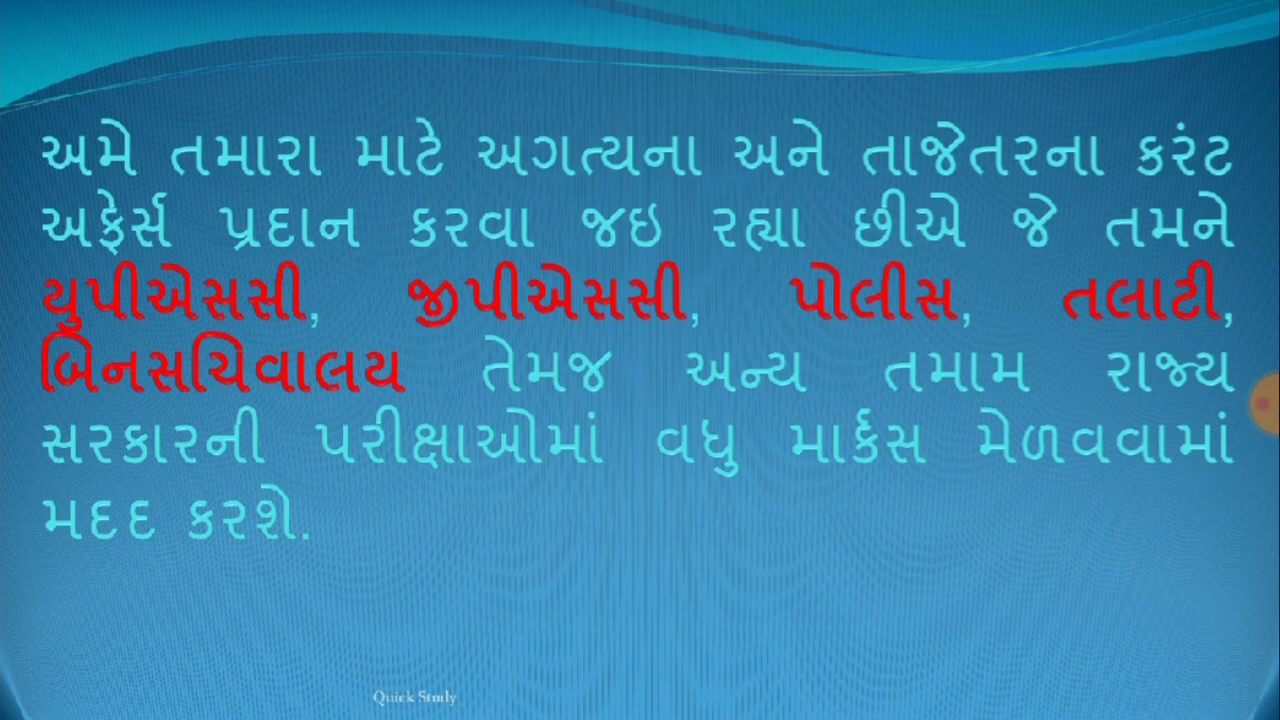 અમે તમારા માટે અગત્યના અને તાજેતરના કરંટ
અફેર્સ પ્રદાન કરવા જઇ રહ્યા છીએ જે તમને
યુપીએસસી, જીપીએસસી, પોલીસ, તલાટી,
બિનસચિવાલય તેમજ અન્ય તમામ રાજ્ય
સરકારની પરીક્ષાઓમાં વધુ માર્કસ મેળવવામાં
મદદ કરશે.
Quick Study